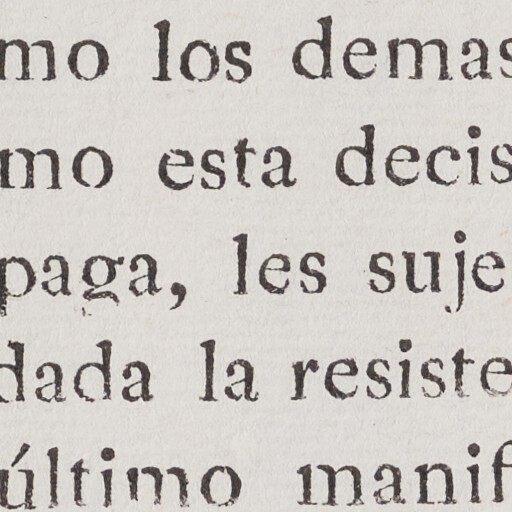 mo los demas
mo esta decis
paga, les suje
dada la resiste
último manif